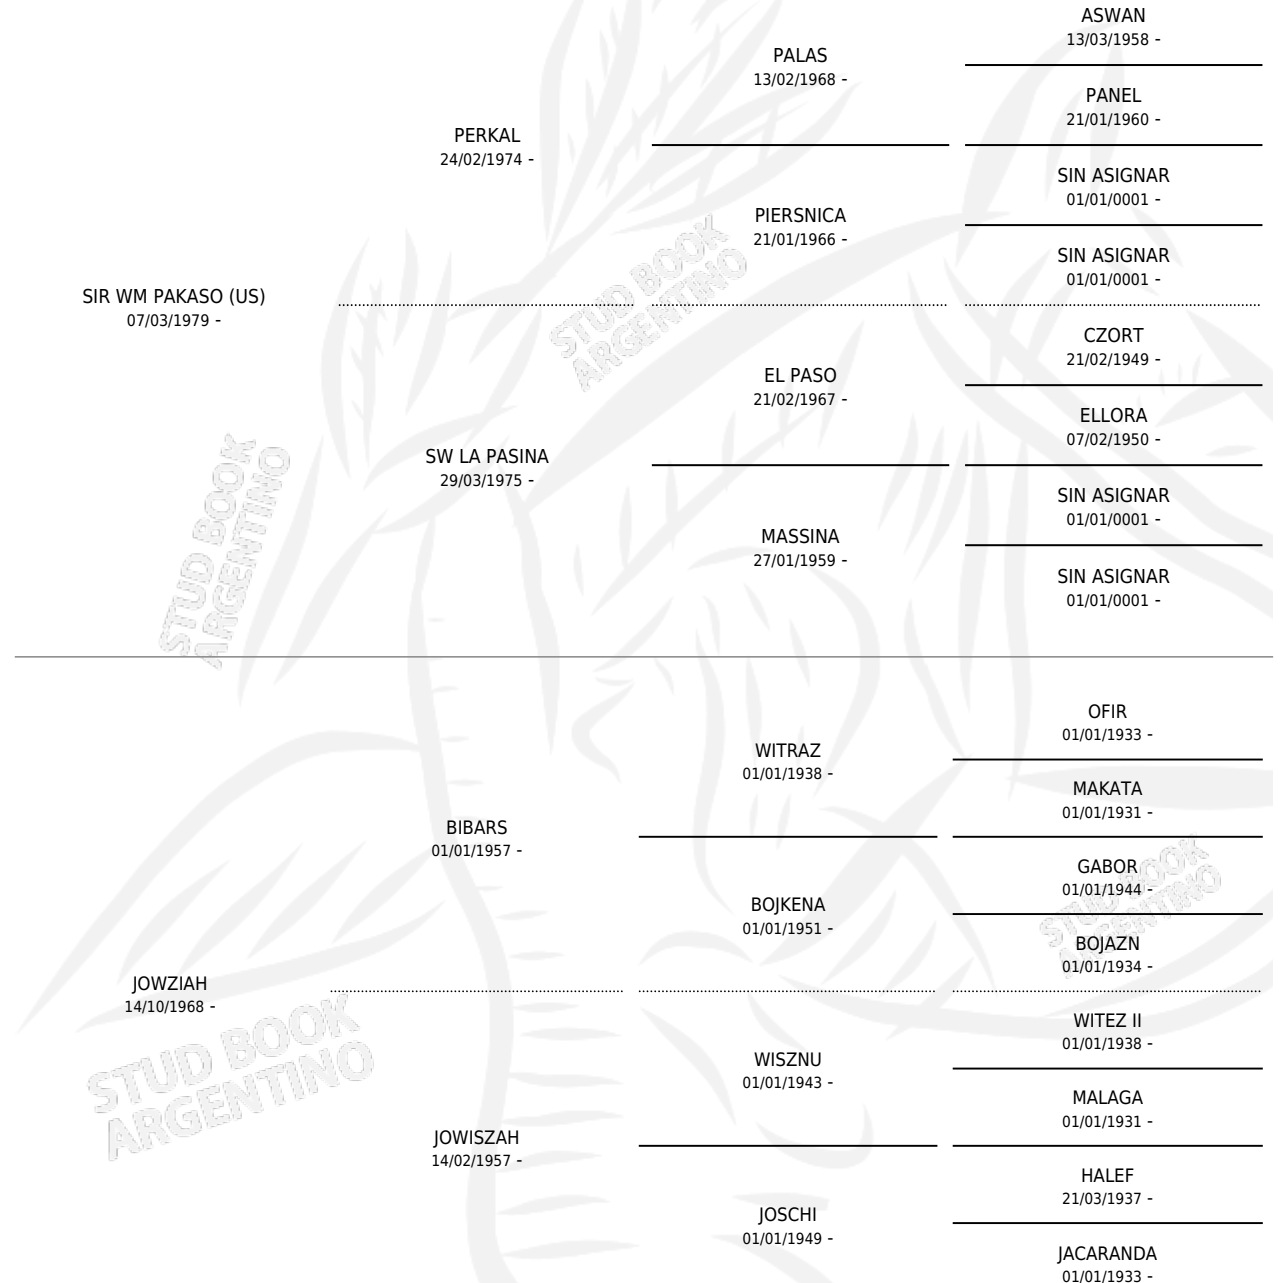 ASWAN
13/03/1958 -
PALAS
13/02/1968 -
PANEL
21/01/1960 -
PERKAL
24/02/1974 -
SIN ASIGNAR
01/01/0001 -
PIERSNICA
21/01/1966 -
SIN ASIGNAR
01/01/0001 -
SIR WM PAKASO (US)
07/03/1979 -
CZORT
21/02/1949 -
EL PASO
21/02/1967 -
ELLORA
07/02/1950 -
SW LA PASINA
29/03/1975 -
SIN ASIGNAR
01/01/0001 -
MASSINA
27/01/1959 -
SIN ASIGNAR
01/01/0001 -
STUD BOOK
ARGENTINO
STUD BOOK
ARGENTINO
OFIR
01/01/1933 -
WITRAZ
01/01/1938 -
MAKATA
01/01/1931 -
BIBARS
01/01/1957 -
GABOR
01/01/1944 -
BOJKENA
01/01/1951 -
BOJAZN
01/01/1934 -
JOWZIAH
14/10/1968 -
WITEZ II
01/01/1938 -
WISZNU
01/01/1943 -
MALAGA
01/01/1931 -
JOWISZAH
14/02/1957 -
HALEF
21/03/1937 -
JOSCHI
01/01/1949 -
JACARANDA
01/01/1933 -
STUD BOOK
ARGENTINO
STUD BOOK
ARGENTINO